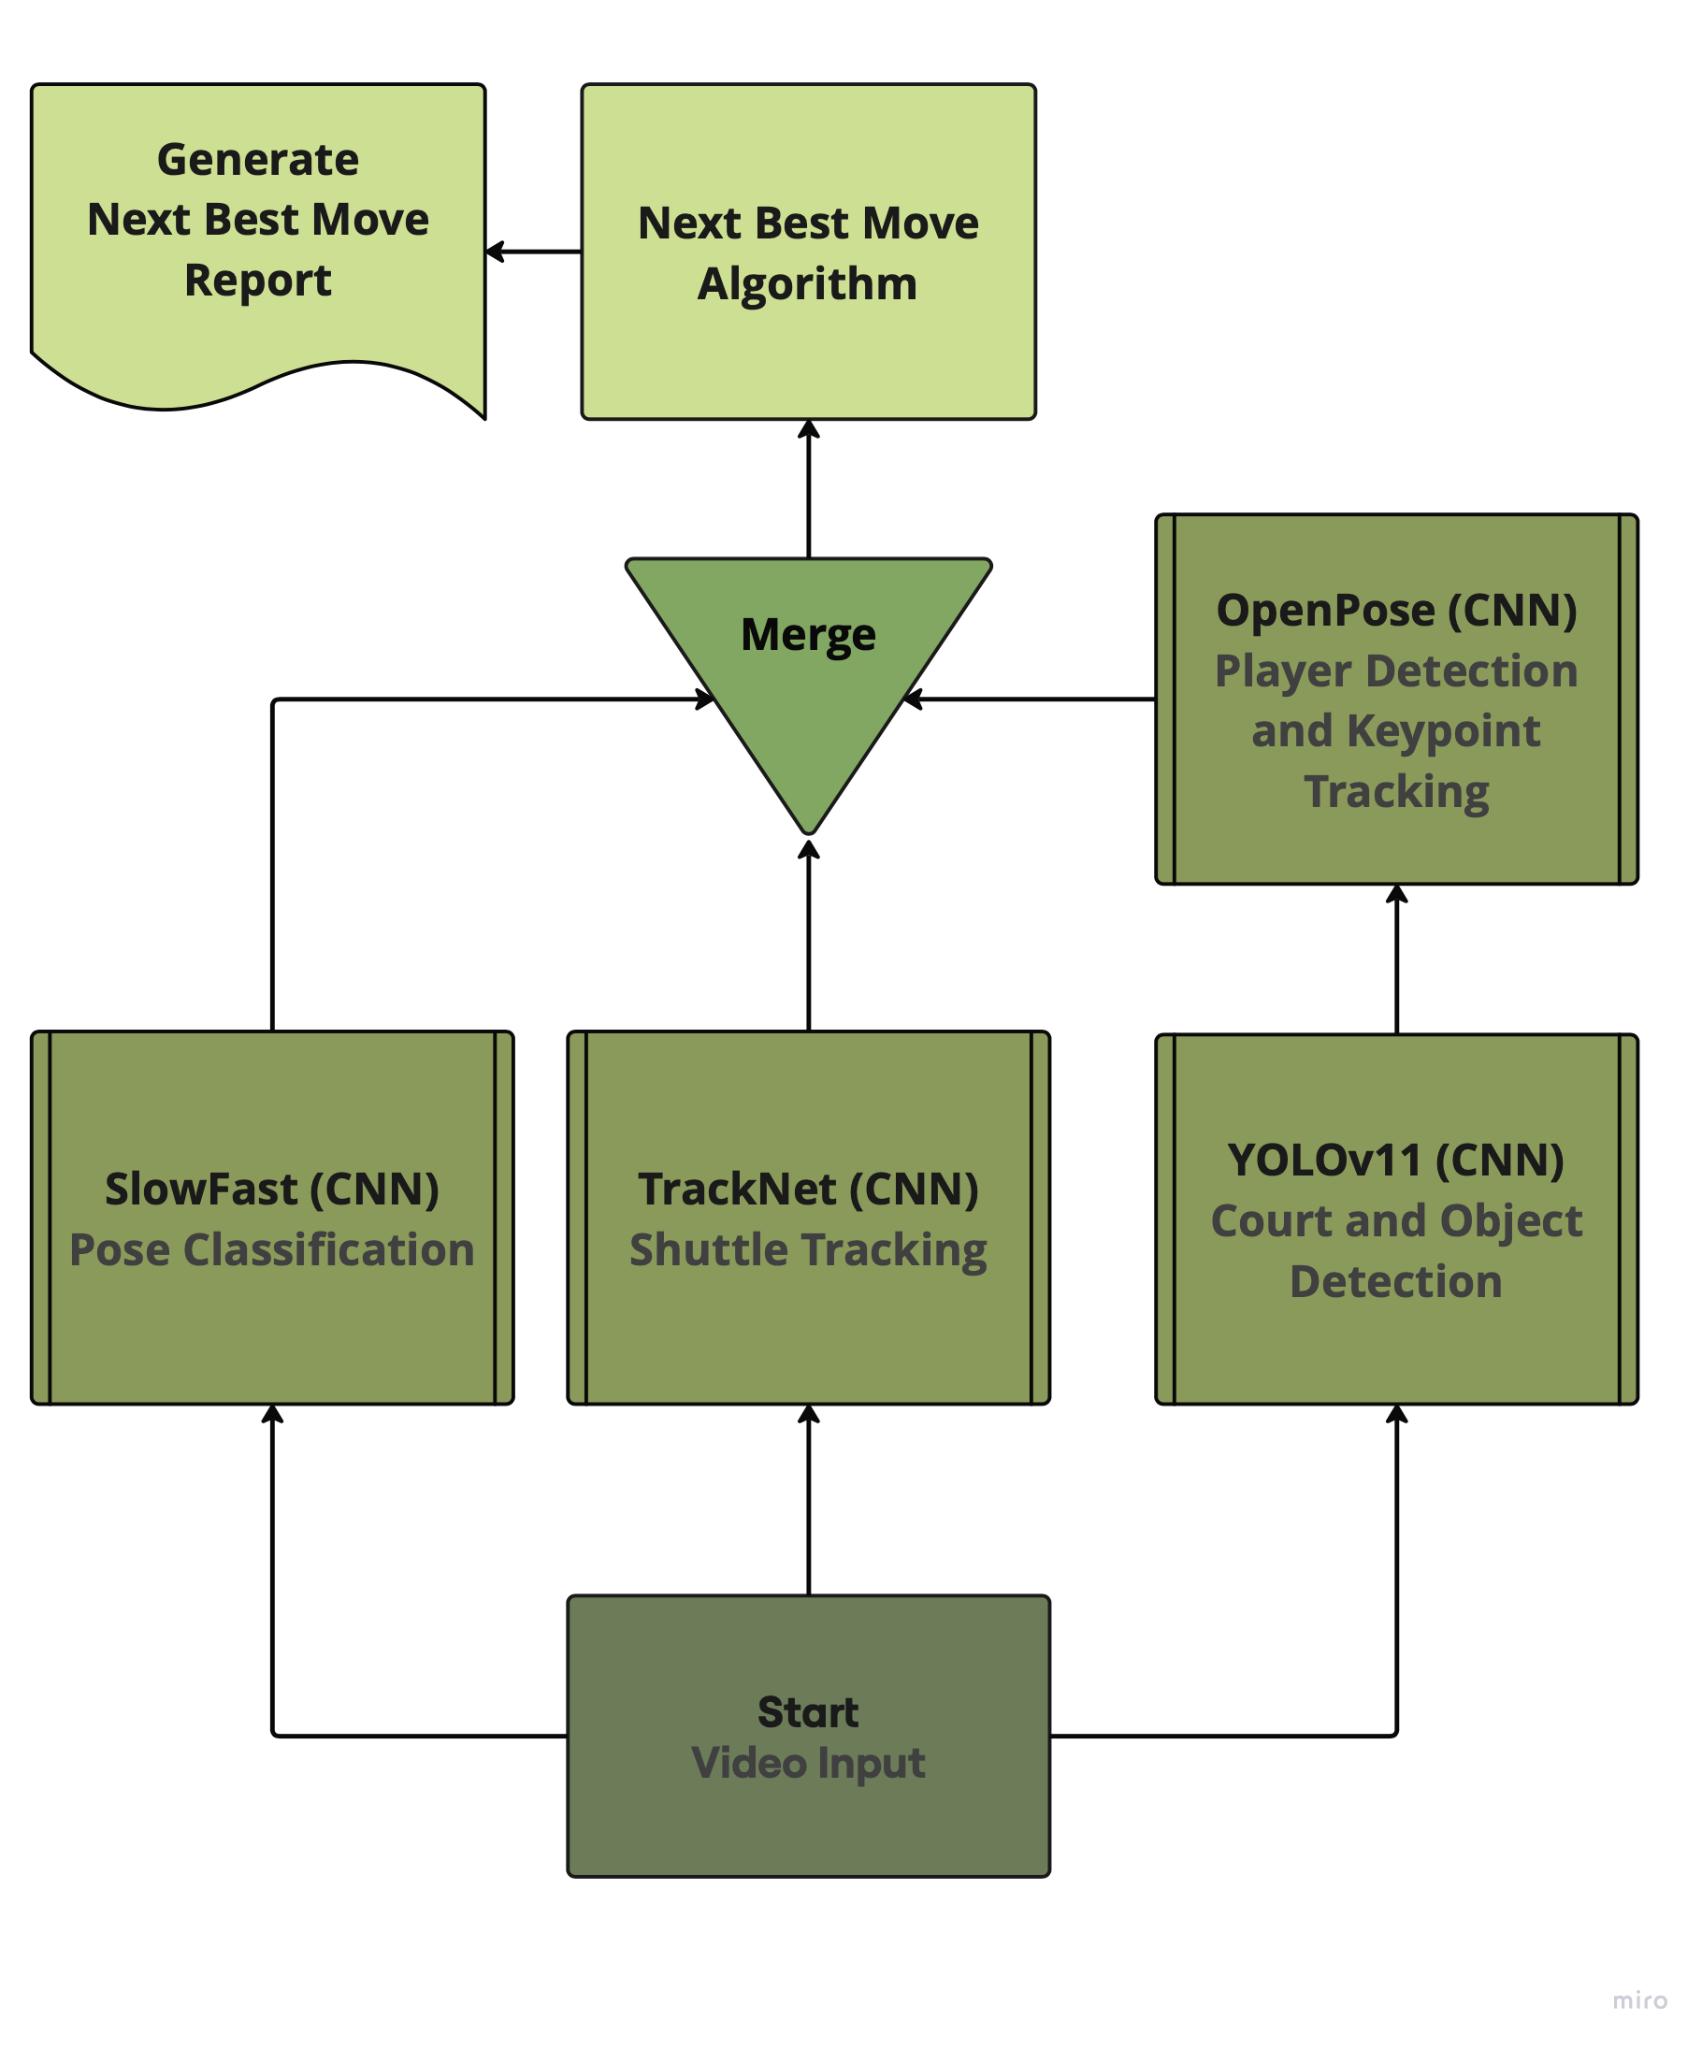 Generate
Next Best Move
Report
Next Best Move
Algorithm
Merge
OpenPose (CNN)
Player Detection
and Keypoint
Tracking
SlowFast (CNN)
Pose Classification
TrackNet (CNN)
Shuttle Tracking
YOLOv11 (CNN)
Court and Object
Detection
Start
Video Input
miro